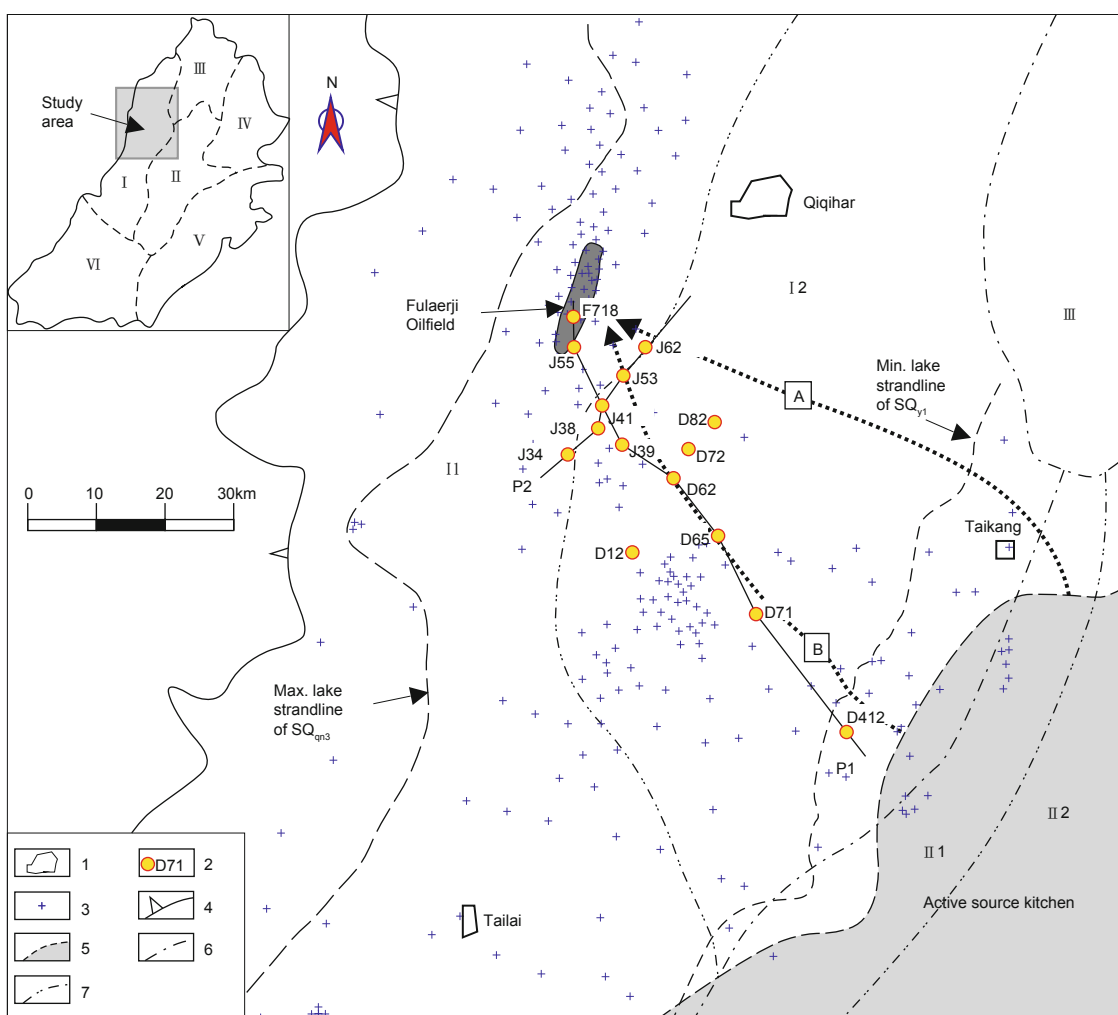 Study
area
III
IV
I
II
V
VI
N
Qiqihar
I 2
III
Fulaerji
Oilfield
F718
J62
J55
J53
Min. lake
strandline
of SQy1
A
D82
J41
J38
J39
D72
J34
I 1
P2
D62
0 10 20 30km
Taikang
D65
D12
D71
B
Max. lake
strandline
of SQqn3
D412
P1
II 2
II 1
Active source kitchen
Tailai
1
D71 2
3
4
5
6
7